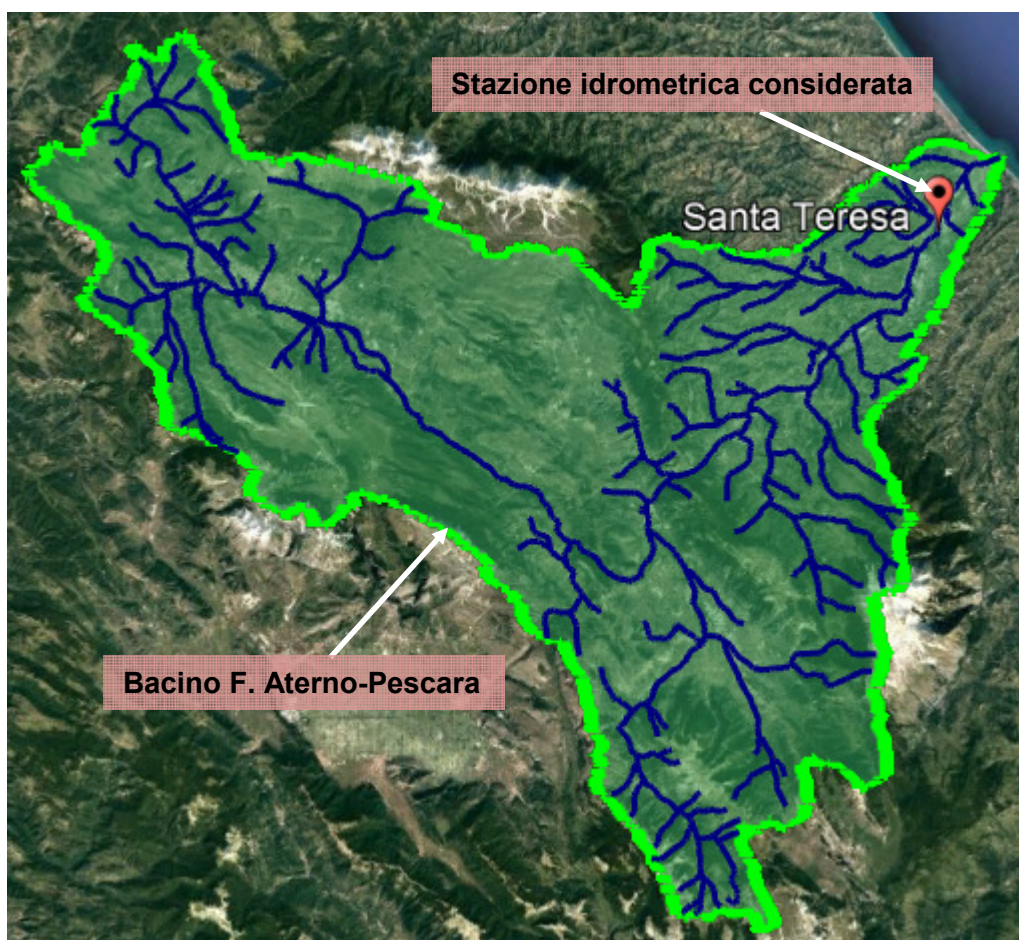 Stazione idrometrica considerata
Santa Teresa
Bacino F. Aterno-Pescara